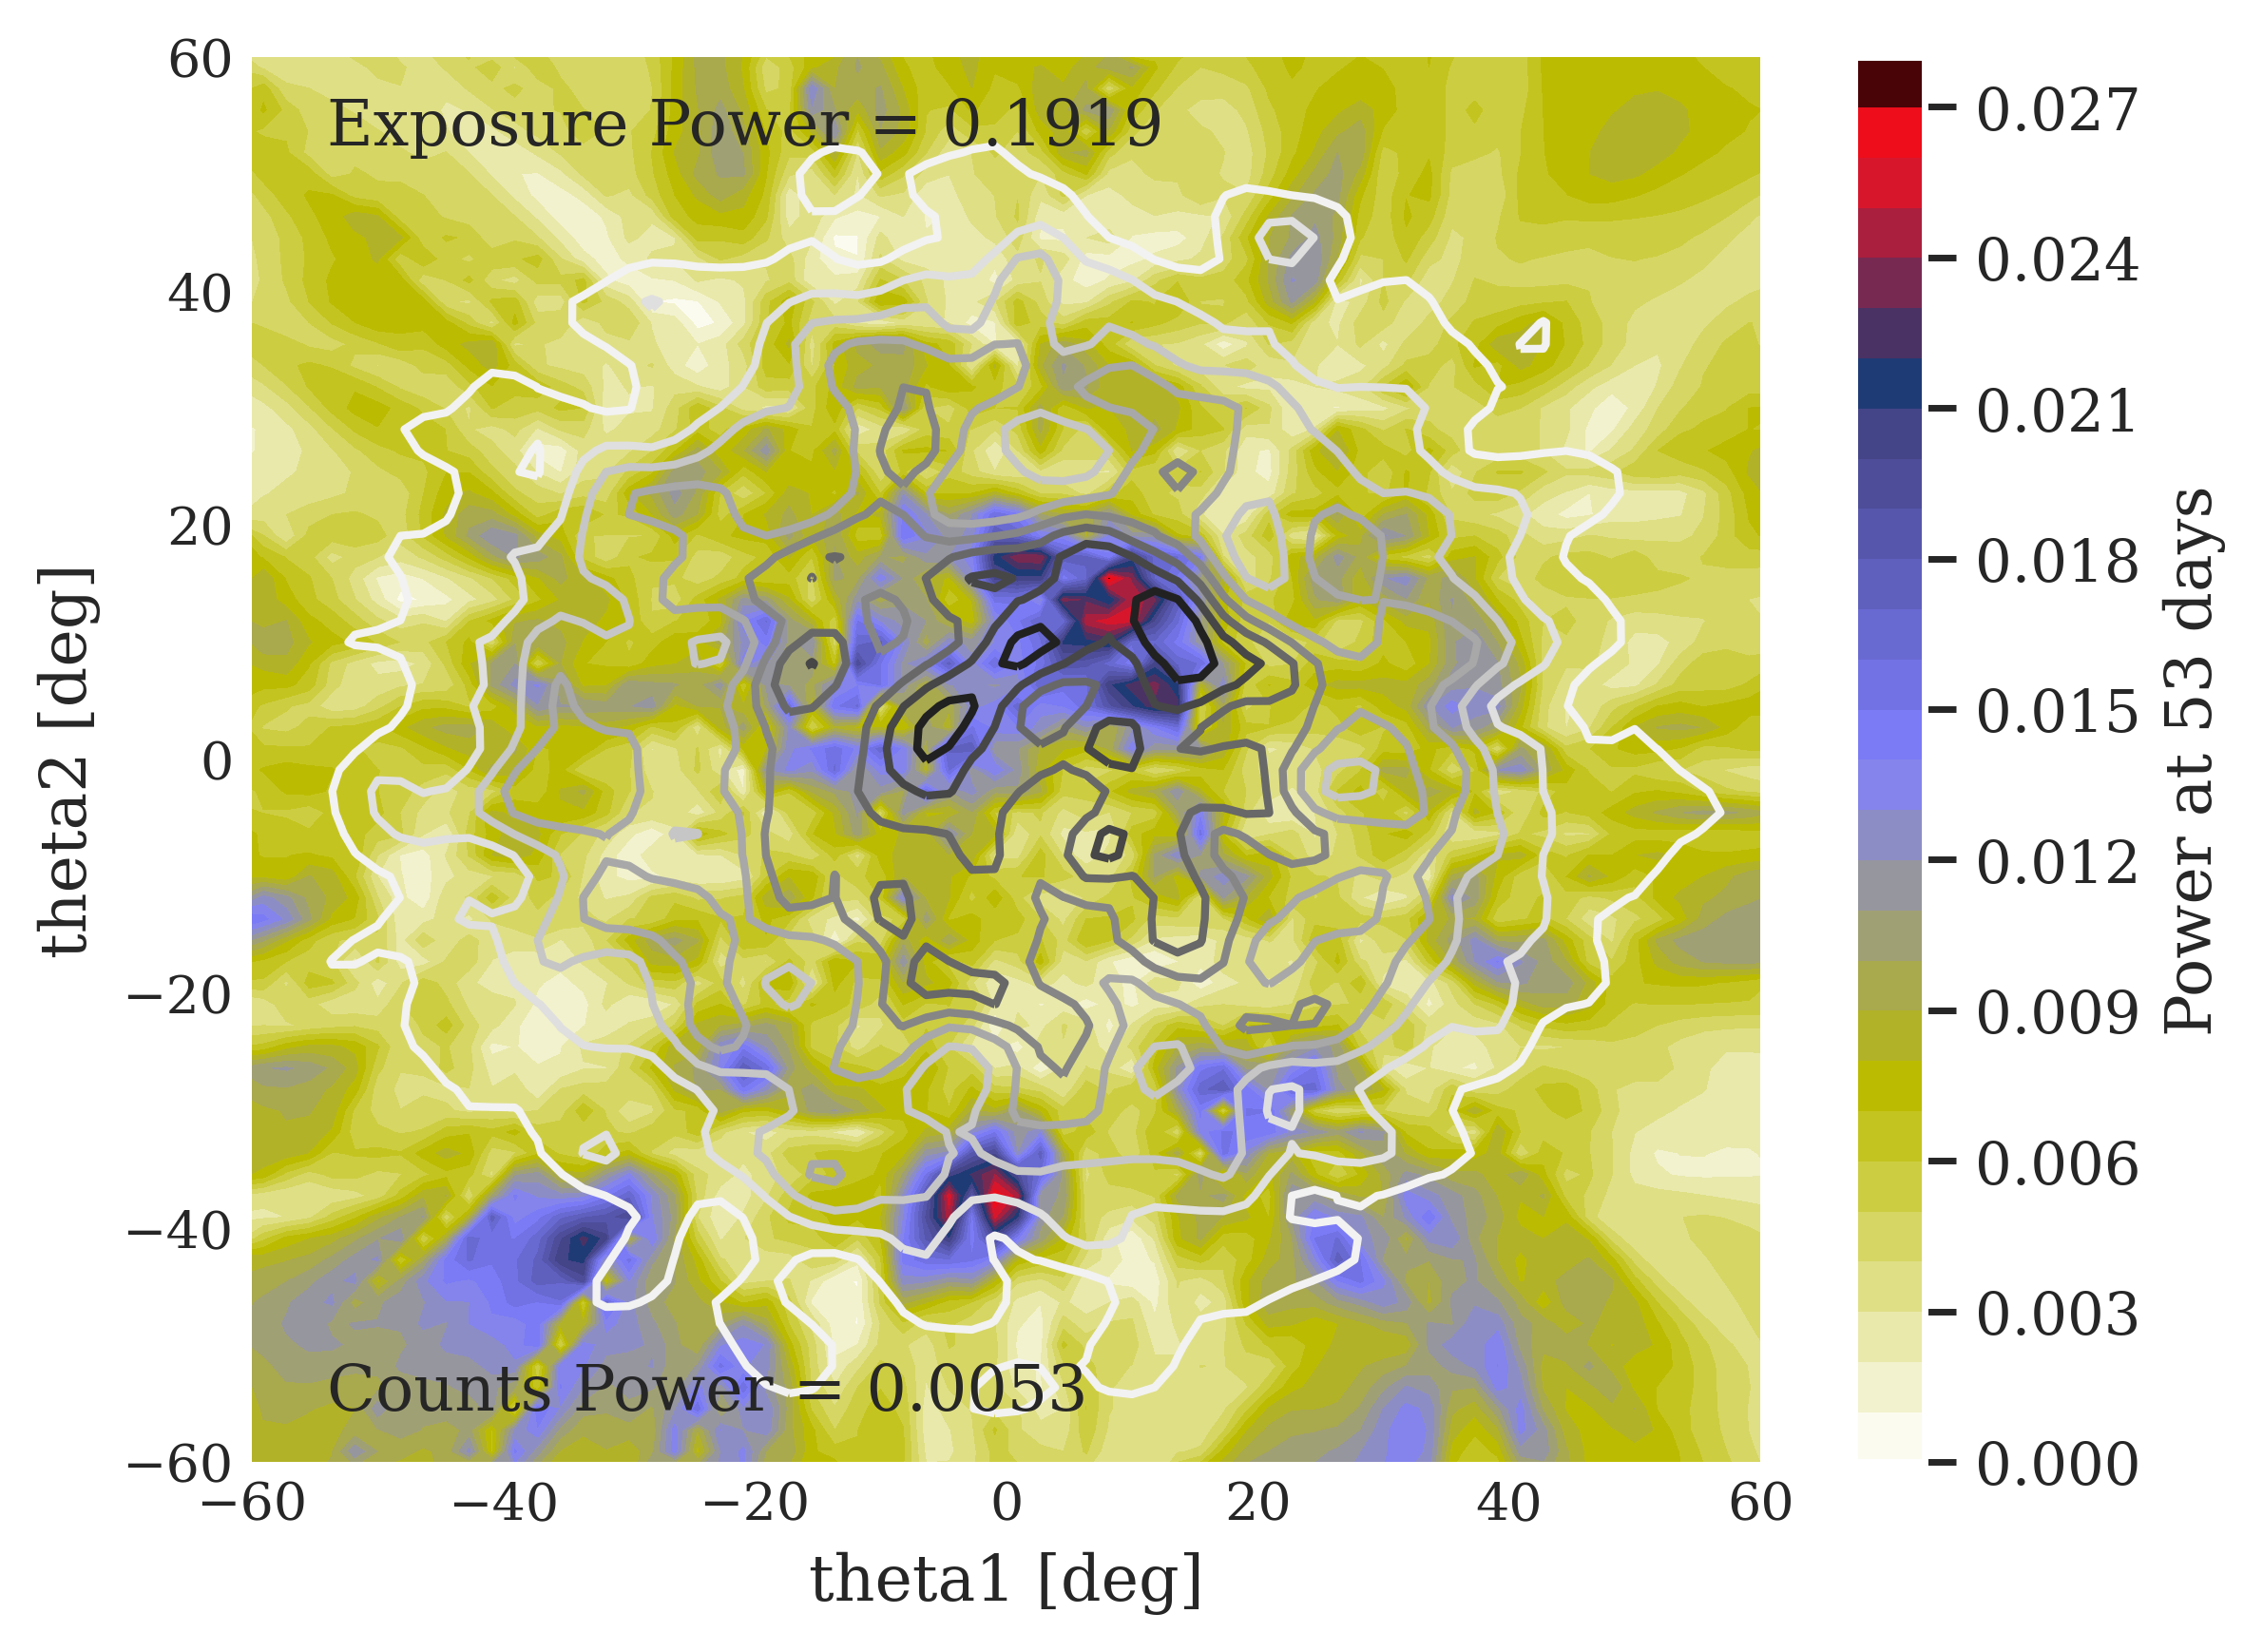 Exposure Power = 0.1919
Counts Power = 0.0053
60
40
20
0
−20
−40
−60
theta2 [deg]
−60 −40 −20 0 20 40 60
theta1 [deg]
0.027
0.024
0.021
0.018
0.015
0.012
0.009
0.006
0.003
0.000
Power at 53 days